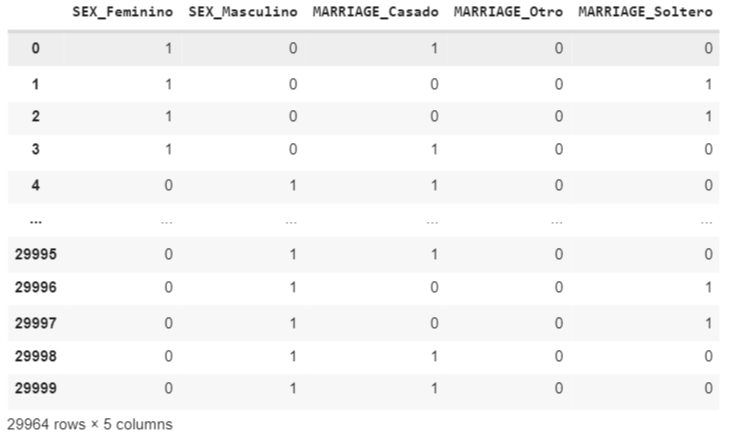 SEX_Feminino SEX_Masculino MARRIAGE_Casado MARRIAGE_Otro MARRIAGE_Soltero
0 1 0 1 0 0
1 1 0 0 0 1
2 1 0 0 0 1
3 1 0 1 0 0
4 0 1 1 0 0
... ... ... ... ... ...
29995 0 1 1 0 0
29996 0 1 0 0 1
29997 0 1 0 0 1
29998 0 1 1 0 0
29999 0 1 1 0 0
29964 rows × 5 columns